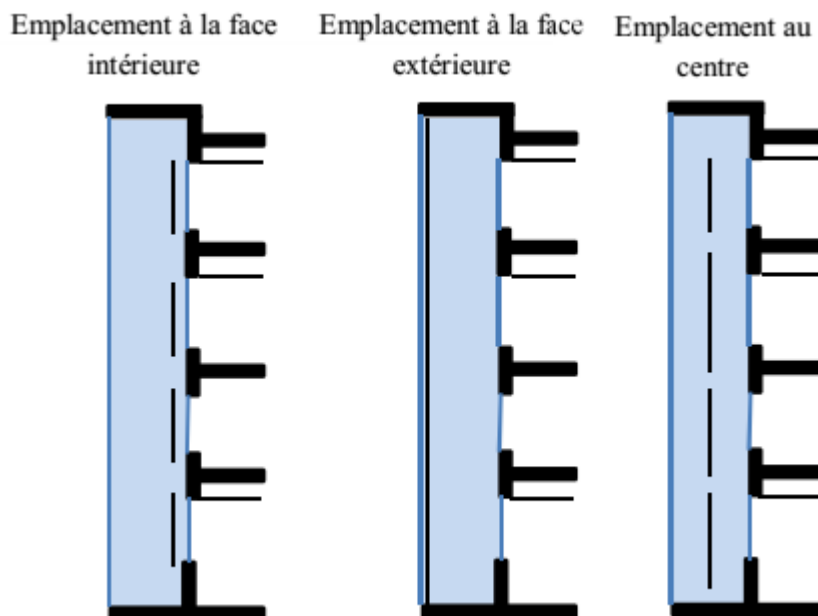 Emplacement à la face
intérieure
Emplacement à la face
extérieure
Emplacement au
centre